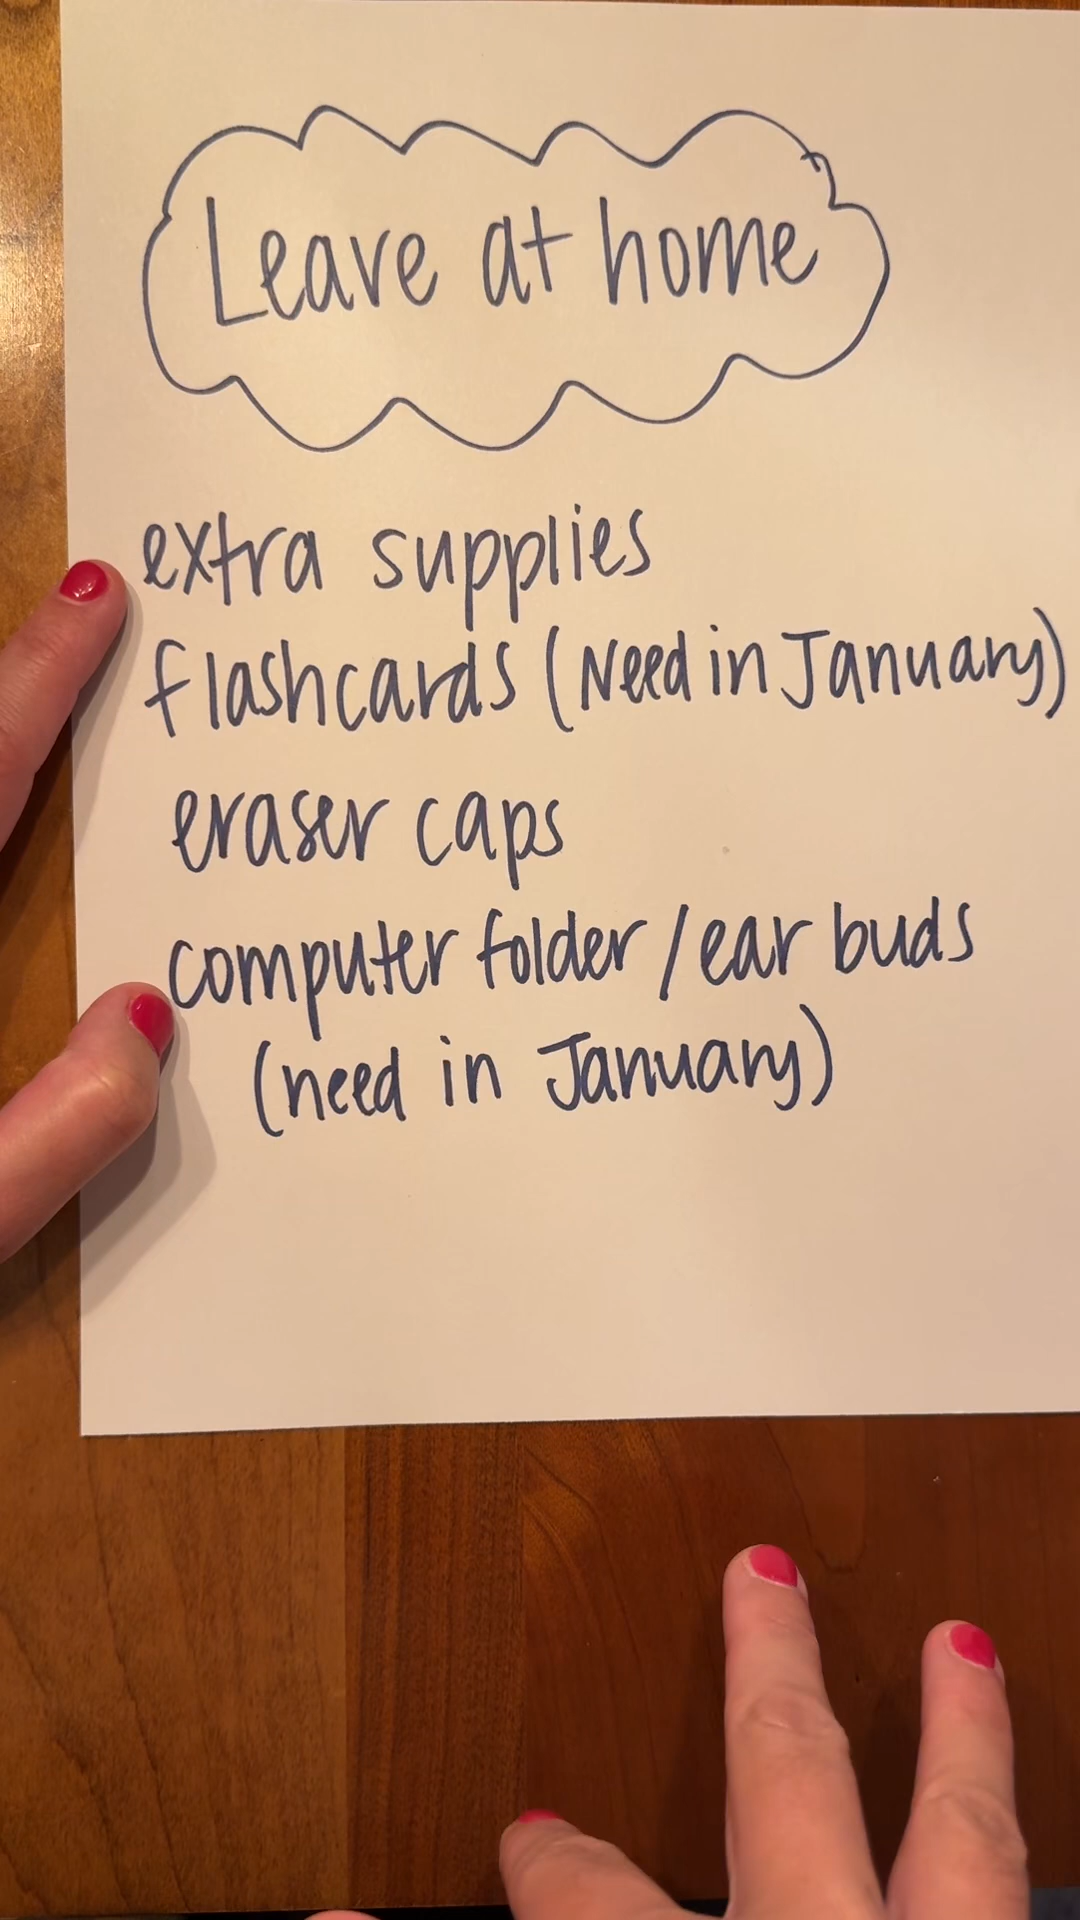 Leave at home
extra supplies
flashcards (Need in January)
eraser caps
computer folder / ear buds
(need in January)